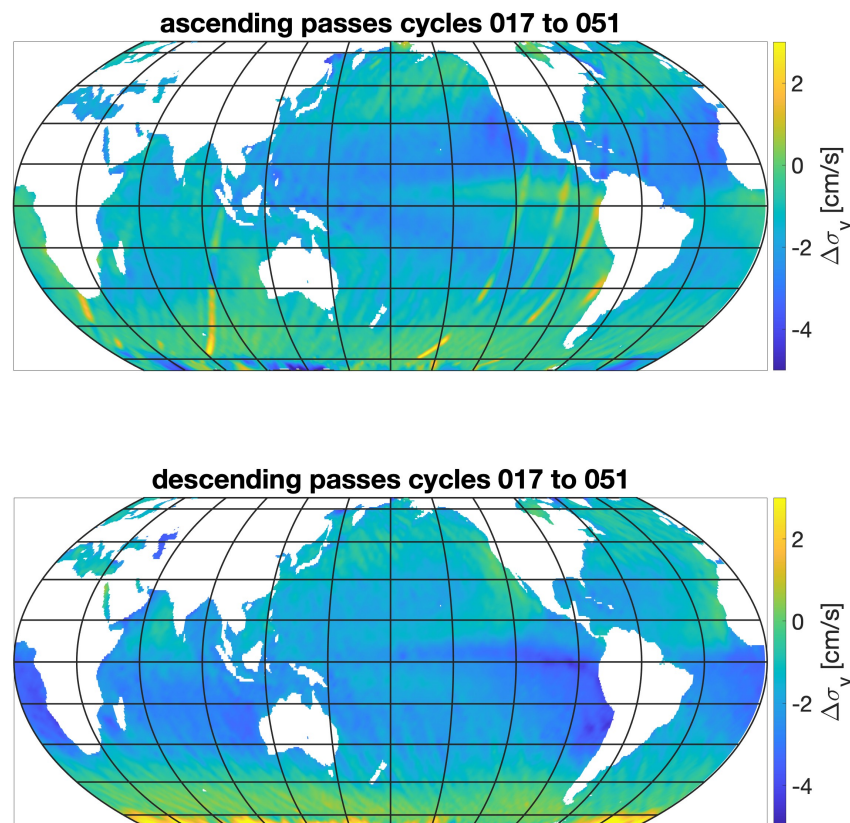 ascending passes cycles 017 to 051
2
0
-2
-4
Δσv [cm/s]
descending passes cycles 017 to 051
2
0
-2
-4
Δσv [cm/s]